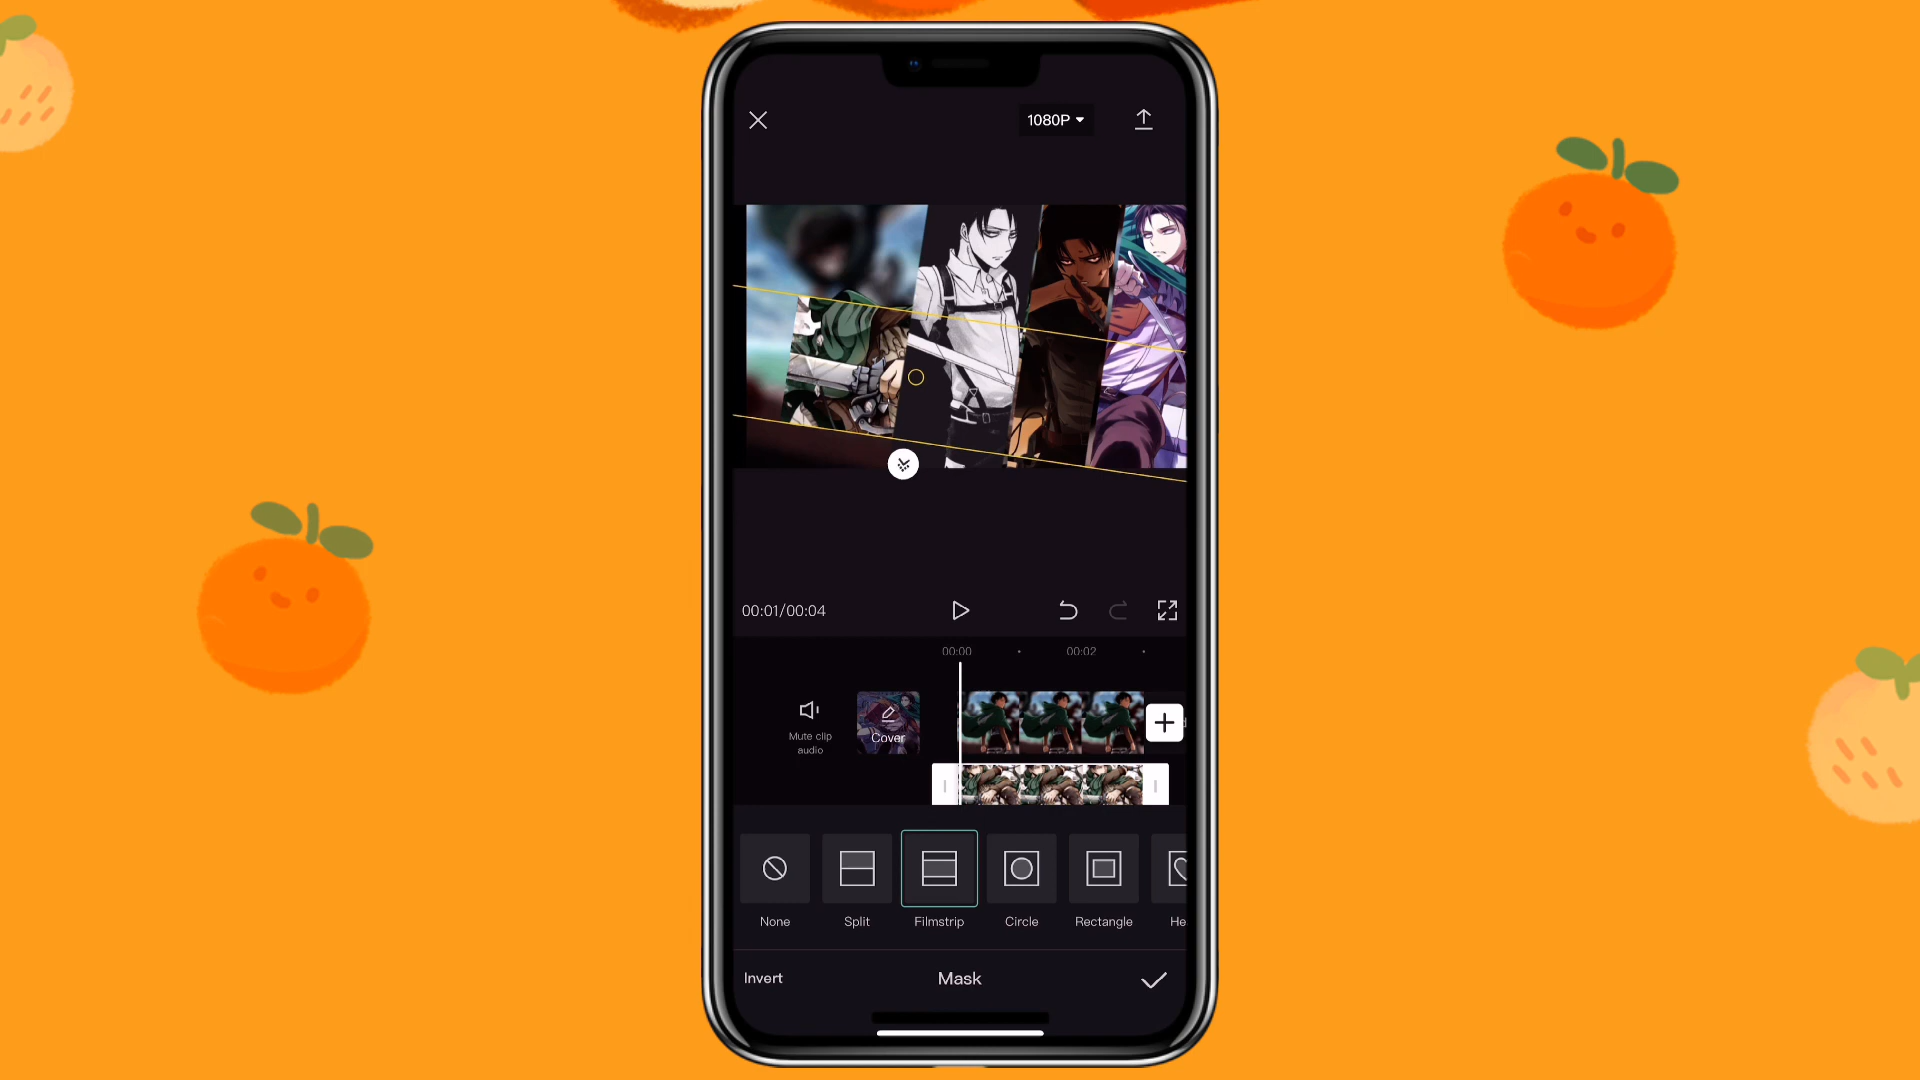 1080P
00:01/00:04
00:00
00:02
Mute clip
audio
Cover
None
Split
Filmstrip
Circle
Rectangle
He
Invert
Mask